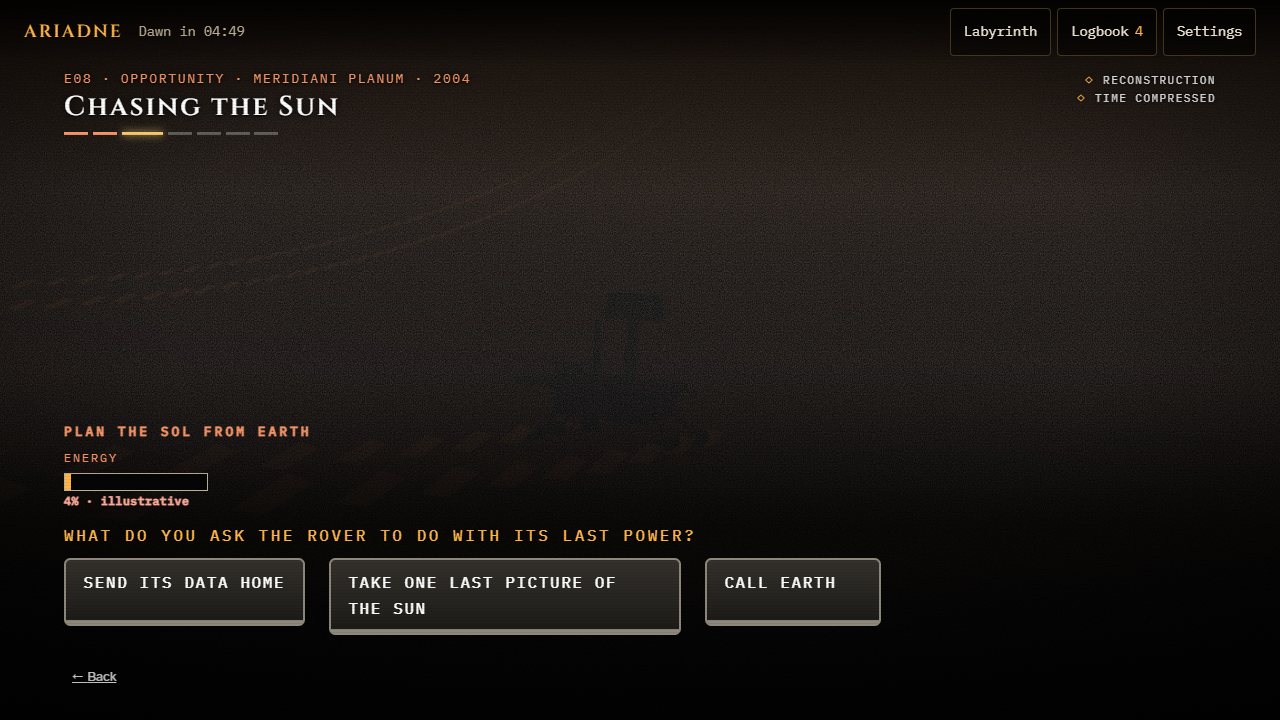 ARIADNE
Dawn in 04:49
Labyrinth
Logbook 4
Settings
E08 · OPPORTUNITY · MERIDIANI PLANUM · 2004
Chasing the Sun
◇ RECONSTRUCTION
◇ TIME COMPRESSED
PLAN THE SOL FROM EARTH
ENERGY
4% · illustrative
WHAT DO YOU ASK THE ROVER TO DO WITH ITS LAST POWER?
SEND ITS DATA HOME
TAKE ONE LAST PICTURE OF
THE SUN
CALL EARTH
← Back